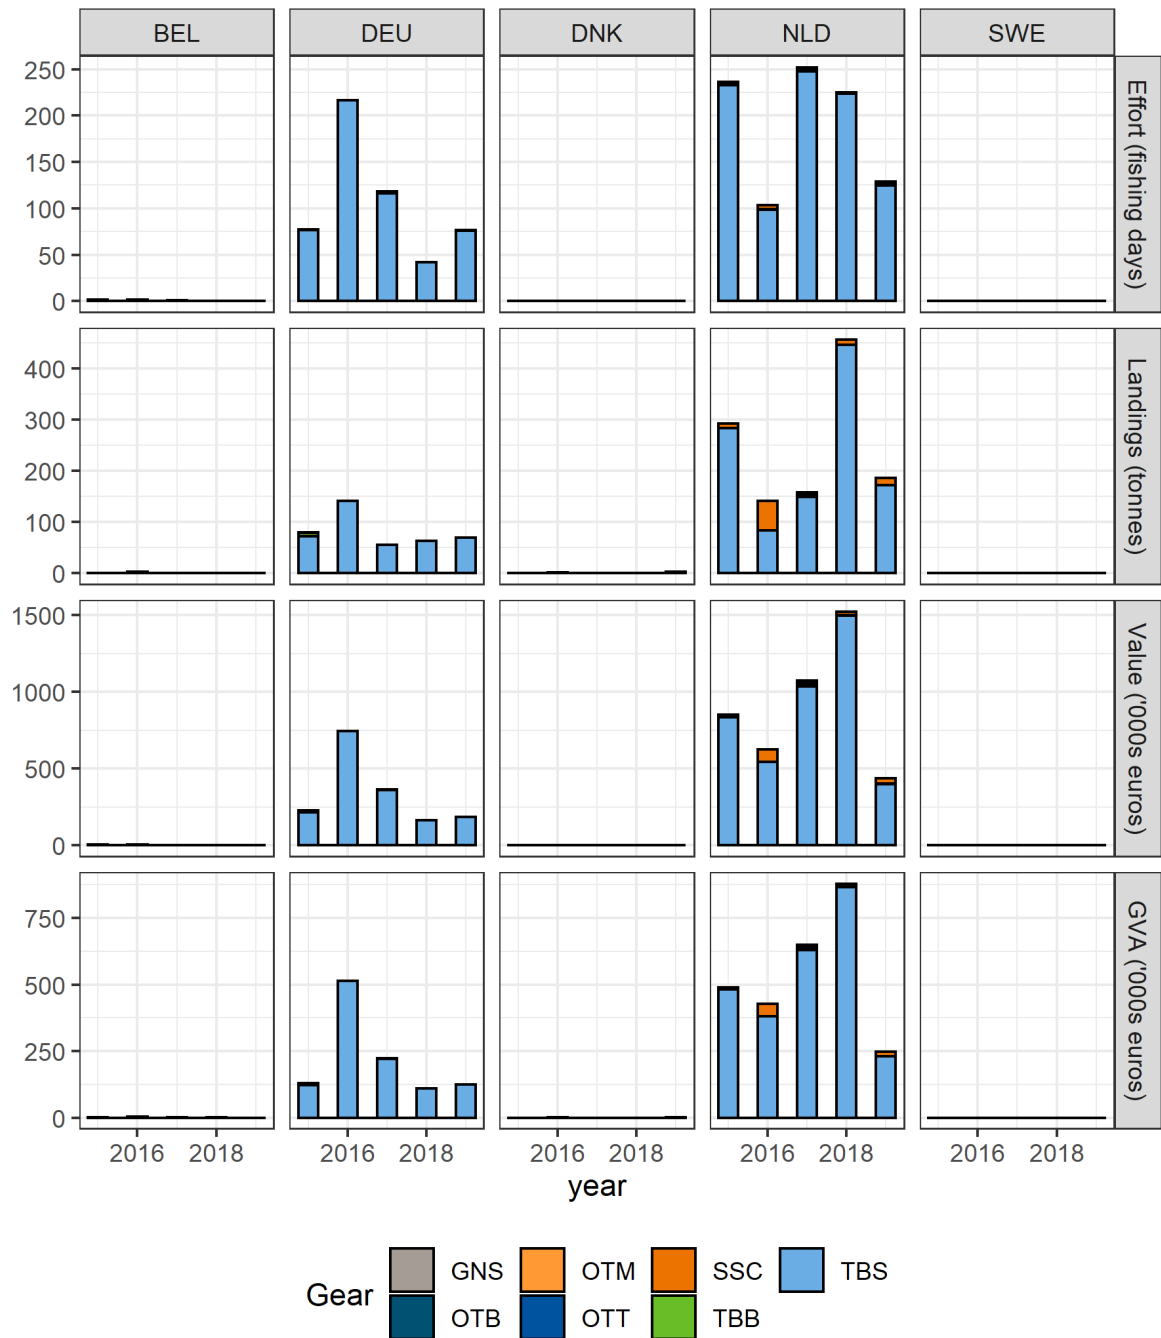 BEL DEU DNK NLD SWE
250
200
150
100
50
0
Effort (fishing days)
400
300
200
100
0
Landings (tonnes)
1500
1000
500
0
Value ('000s euros)
750
500
250
0
GVA ('000s euros)
2016 2018 2016 2018 2016 2018 2016 2018 2016 2018
year
Gear
GNS OTM SSC TBS
OTB OTT TBB